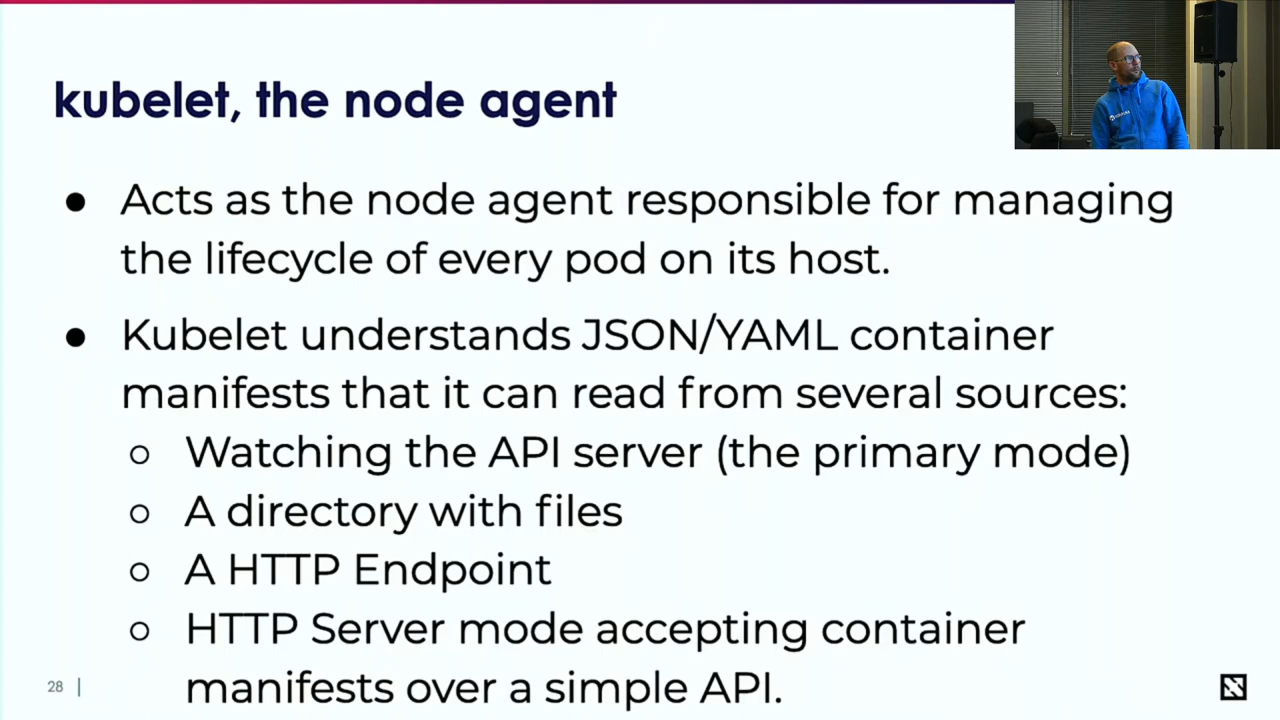 kubelet, the node agent
● Acts as the node agent responsible for managing
the lifecycle of every pod on its host.
● Kubelet understands JSON/YAML container
manifests that it can read from several sources:
○ Watching the API server (the primary mode)
○ A directory with files
○ A HTTP Endpoint
○ HTTP Server mode accepting container
manifests over a simple API.
28 |